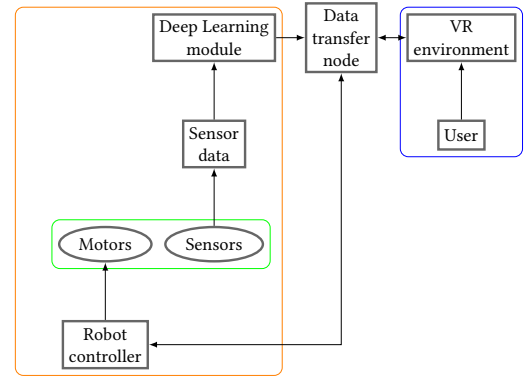 Deep Learning
module
Data
transfer
node
VR
environment
User
Sensor
data
Motors
Sensors
Robot
controller